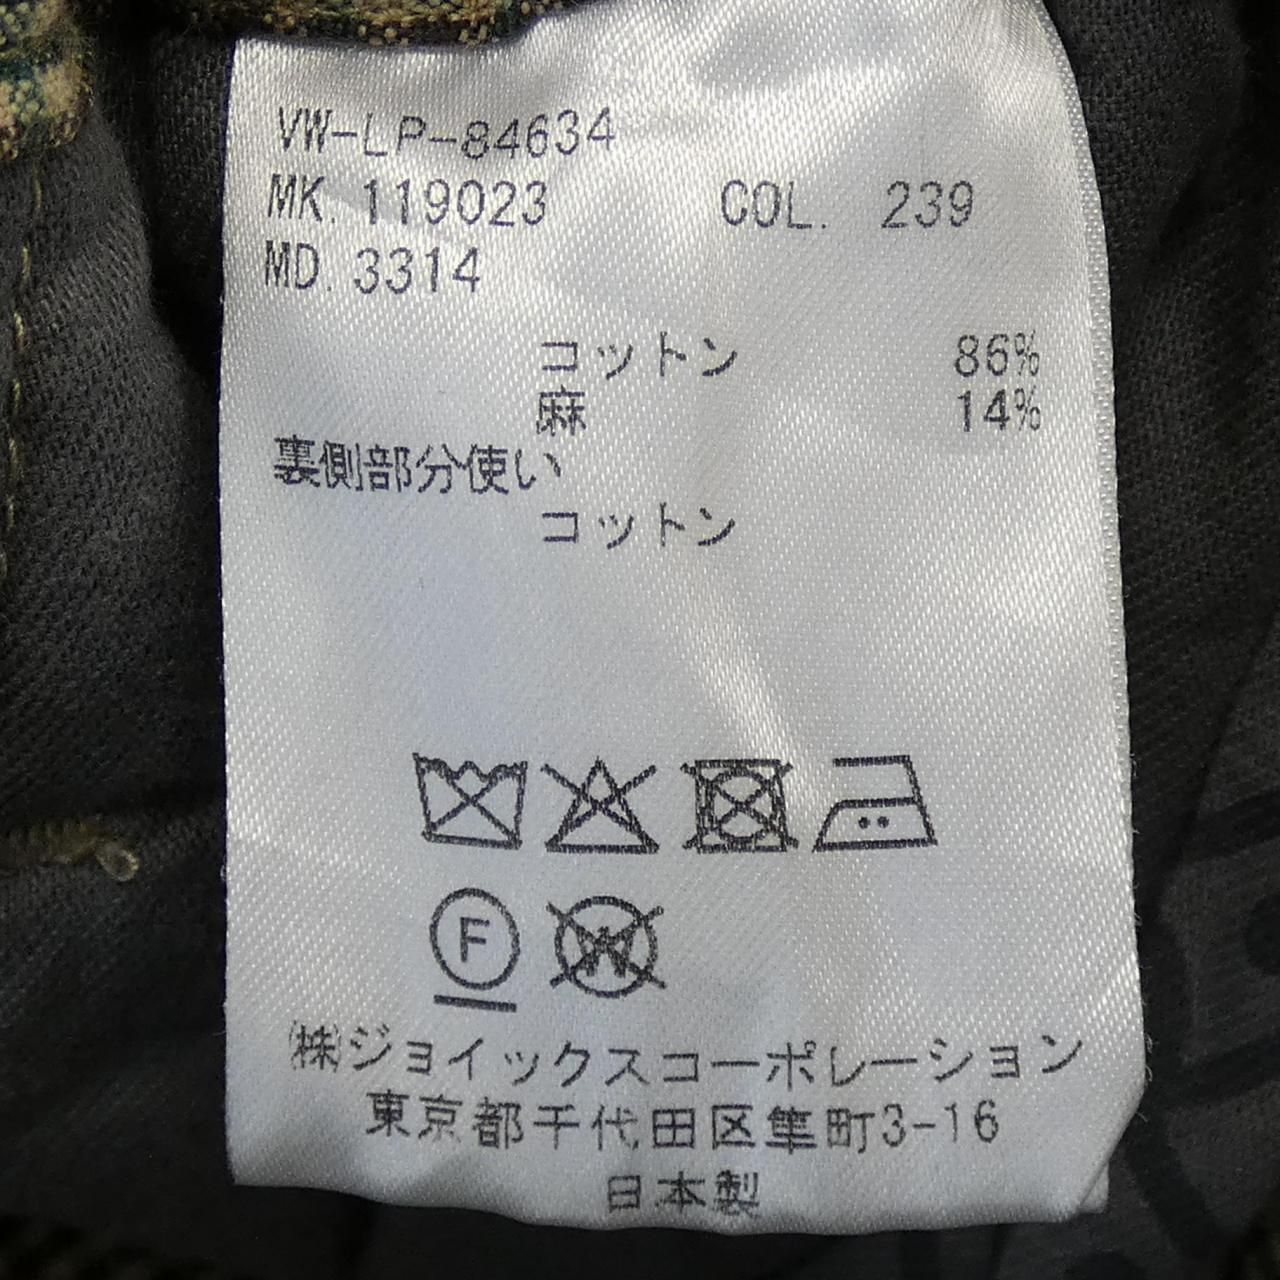 VW-LP-84634
MK. 119023 COL. 239
MD. 3314
コットン 86%
麻 14%
裏側部分使い
コットン
F
W
㈱ジョイックスコーポレーション
東京都千代田区隼町3-16
日本製